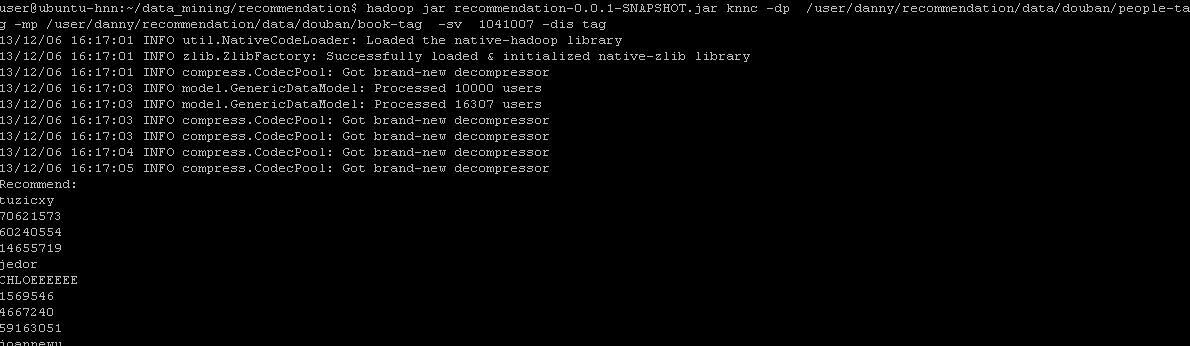 user@ubuntu-hnn:~/data_mining/recommendation$ hadoop jar recommendation-0.0.1-SNAPSHOT.jar knnc -dp  /user/danny/recommendation/data/douban/people-ta
g -mp /user/danny/recommendation/data/douban/book-tag  -sv  1041007 -dis tag
13/12/06 16:17:01 INFO util.NativeCodeLoader: Loaded the native-hadoop library
13/12/06 16:17:01 INFO zlib.ZlibFactory: Successfully loaded & initialized native-zlib library
13/12/06 16:17:01 INFO compress.CodecPool: Got brand-new decompressor
13/12/06 16:17:03 INFO model.GenericDataModel: Processed 10000 users
13/12/06 16:17:03 INFO model.GenericDataModel: Processed 16307 users
13/12/06 16:17:03 INFO compress.CodecPool: Got brand-new decompressor
13/12/06 16:17:03 INFO compress.CodecPool: Got brand-new decompressor
13/12/06 16:17:04 INFO compress.CodecPool: Got brand-new decompressor
13/12/06 16:17:05 INFO compress.CodecPool: Got brand-new decompressor
Recommend:
tuzicxy
70621573
60240554
14655719
jedor
CHLOEEEEEE
1569546
4667240
59163051
joannewu